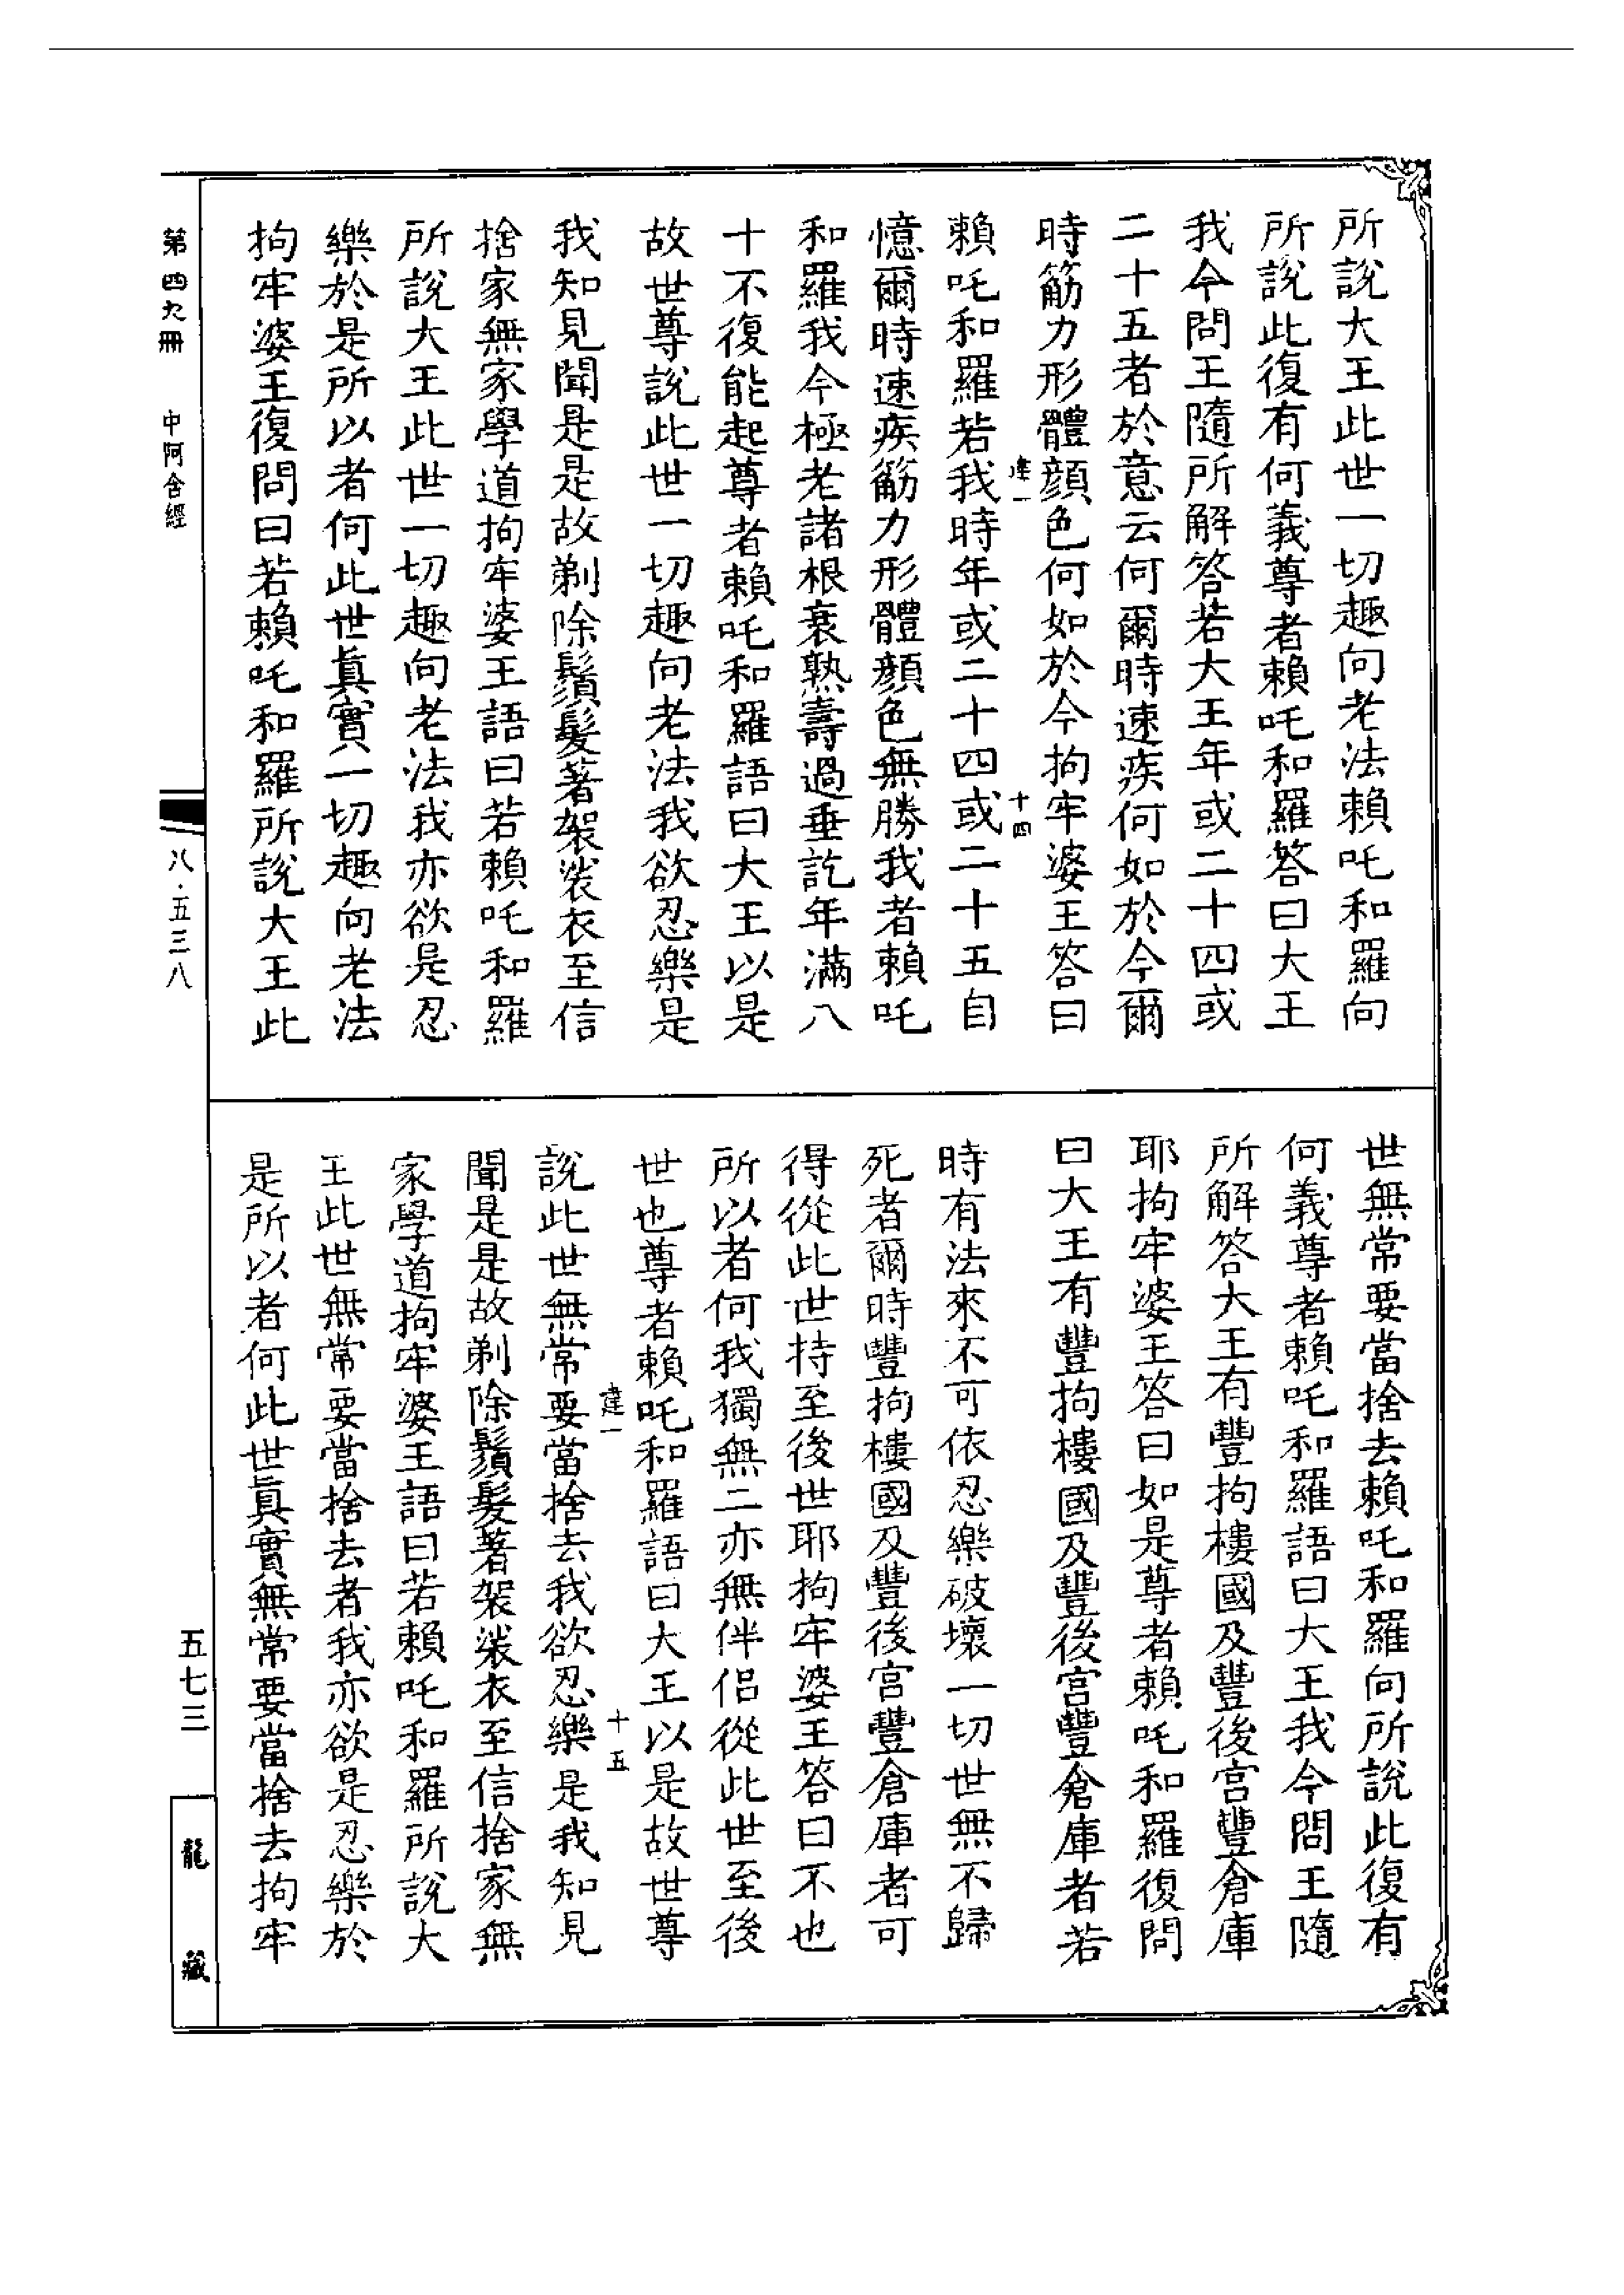 所說大王此世一切趣向老法賴吒和羅向
所說此復有何義尊者賴吒和羅答曰大王
我今問王隨所解答若大王年或二十四或
二十五者於意云何爾時速疾何如於今爾
時筋力形體顏色何如於今拘牢婆王答曰
建一
十四
賴吒和羅若我時年或二十四或二十五自
憶爾時速疾筋力形體顏色無勝我者賴吒
和羅我今極老諸根衰熟壽過垂訖年滿八
十不復能起尊者賴吒和羅語曰大王以是
故世尊說此世一切趣向老法我欲忍樂是
我知見聞是是故剃除鬚髮著袈裟衣至信
捨家無家學道拘牢婆王語曰若賴吒和羅
所說大王此世一切趣向老法我亦欲是忍
樂於是所以者何此世真實一切趣向老法
拘牢婆王復問曰若賴吒和羅所說大王此
世無常要當捨去賴吒和羅向所說此復有
何義尊者賴吒和羅語曰大王我今問王隨
所解答大王有豐拘樓國及豐後宮豐倉庫
耶拘牢婆王答曰如是尊者賴吒和羅復問
曰大王有豐拘樓國及豐後宮豐倉庫者若
時有法來不可依忍樂破壞一切世無不歸
死者爾時豐拘樓國及豐後宮豐倉庫者可
得從此世持至後世耶拘牢婆王答曰不也
所以者何我獨無二亦無伴侶從此世至後
世也尊者賴吒和羅語曰大王以是故世尊
建一
十五
說此世無常要當捨去我欲忍樂是我知見
聞是是故剃除鬚髮著袈裟衣至信捨家無
家學道拘牢婆王語曰若賴吒和羅所說大
王此世無常要當捨去者我亦欲是忍樂於
是所以者何此世真實無常要當捨去拘牢
第四九冊
中阿含經
八·五三八
五七三
龍藏